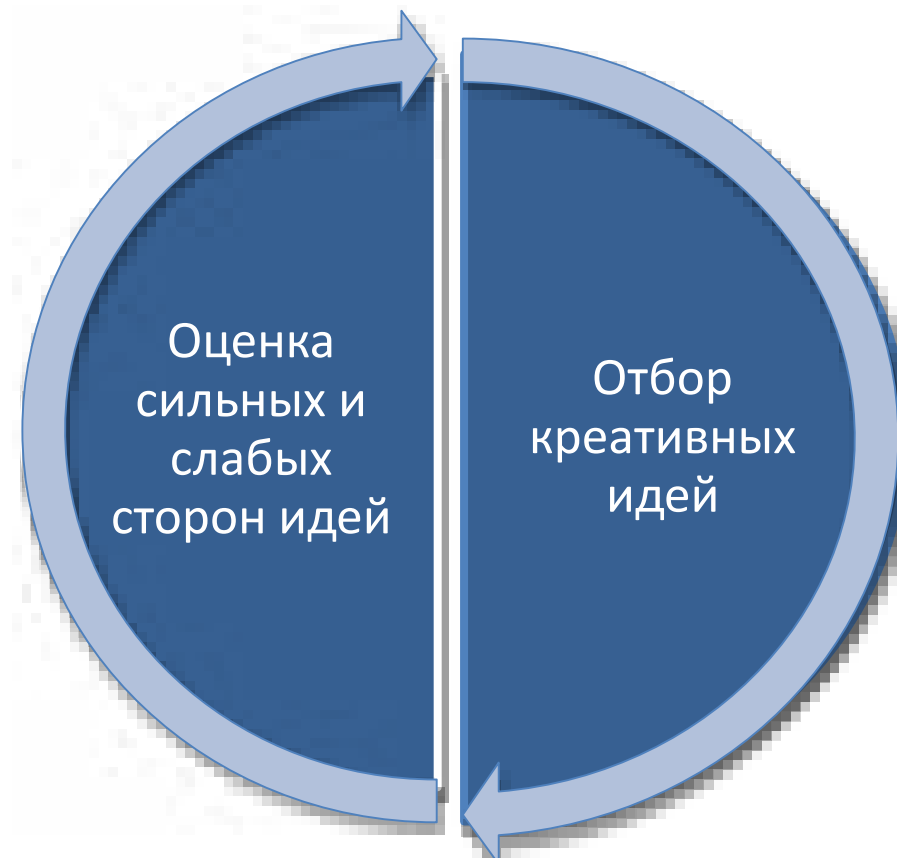 Оценка
сильных и
слабых
сторон идей
Отбор
креативных
идей